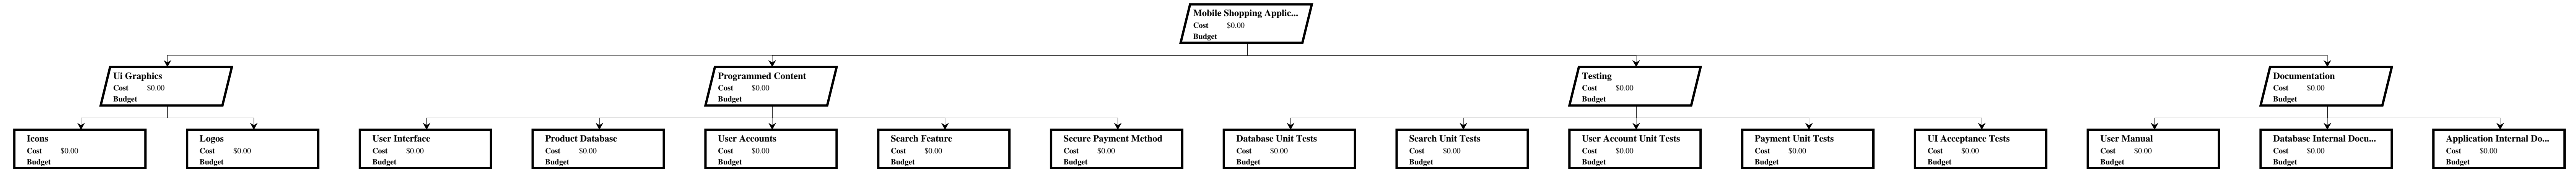 Mobile Shopping Applic...
Cost $0.00
Budget
Ui Graphics
Cost $0.00
Budget
Programmed Content
Cost $0.00
Budget
Testing
Cost $0.00
Budget
Documentation
Cost $0.00
Budget
Icons
Cost $0.00
Budget
Logos
Cost $0.00
Budget
User Interface
Cost $0.00
Budget
Product Database
Cost $0.00
Budget
User Accounts
Cost $0.00
Budget
Search Feature
Cost $0.00
Budget
Secure Payment Method
Cost $0.00
Budget
Database Unit Tests
Cost $0.00
Budget
Search Unit Tests
Cost $0.00
Budget
User Account Unit Tests
Cost $0.00
Budget
Payment Unit Tests
Cost $0.00
Budget
UI Acceptance Tests
Cost $0.00
Budget
User Manual
Cost $0.00
Budget
Database Internal Docu...
Cost $0.00
Budget
Application Internal Do...
Cost $0.00
Budget